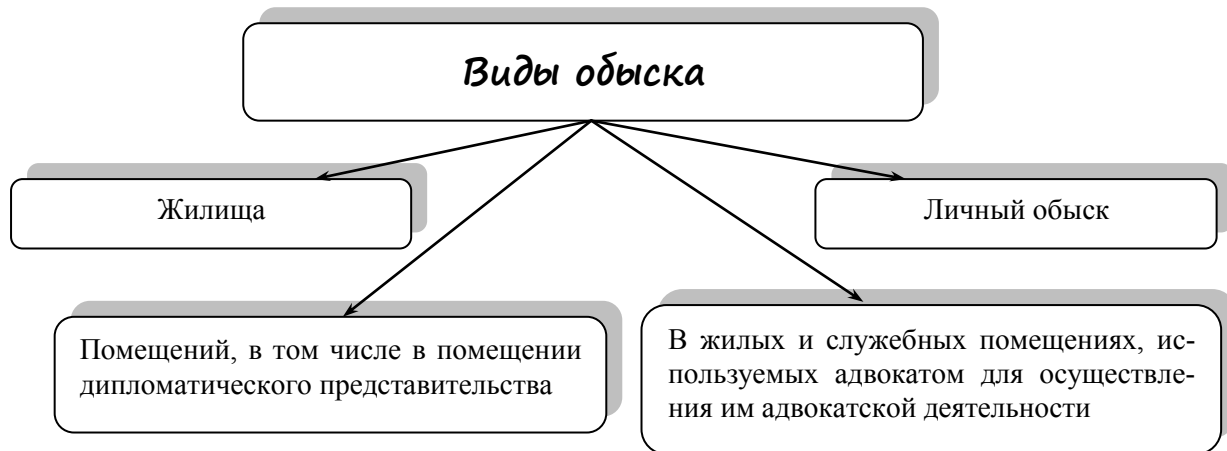 Виды обыска
Жилища
Личный обыск
Помещений, в том числе в помещении
дипломатического представительства
В жилых и служебных помещениях, ис-
пользуемых адвокатом для осуществле-
ния им адвокатской деятельности